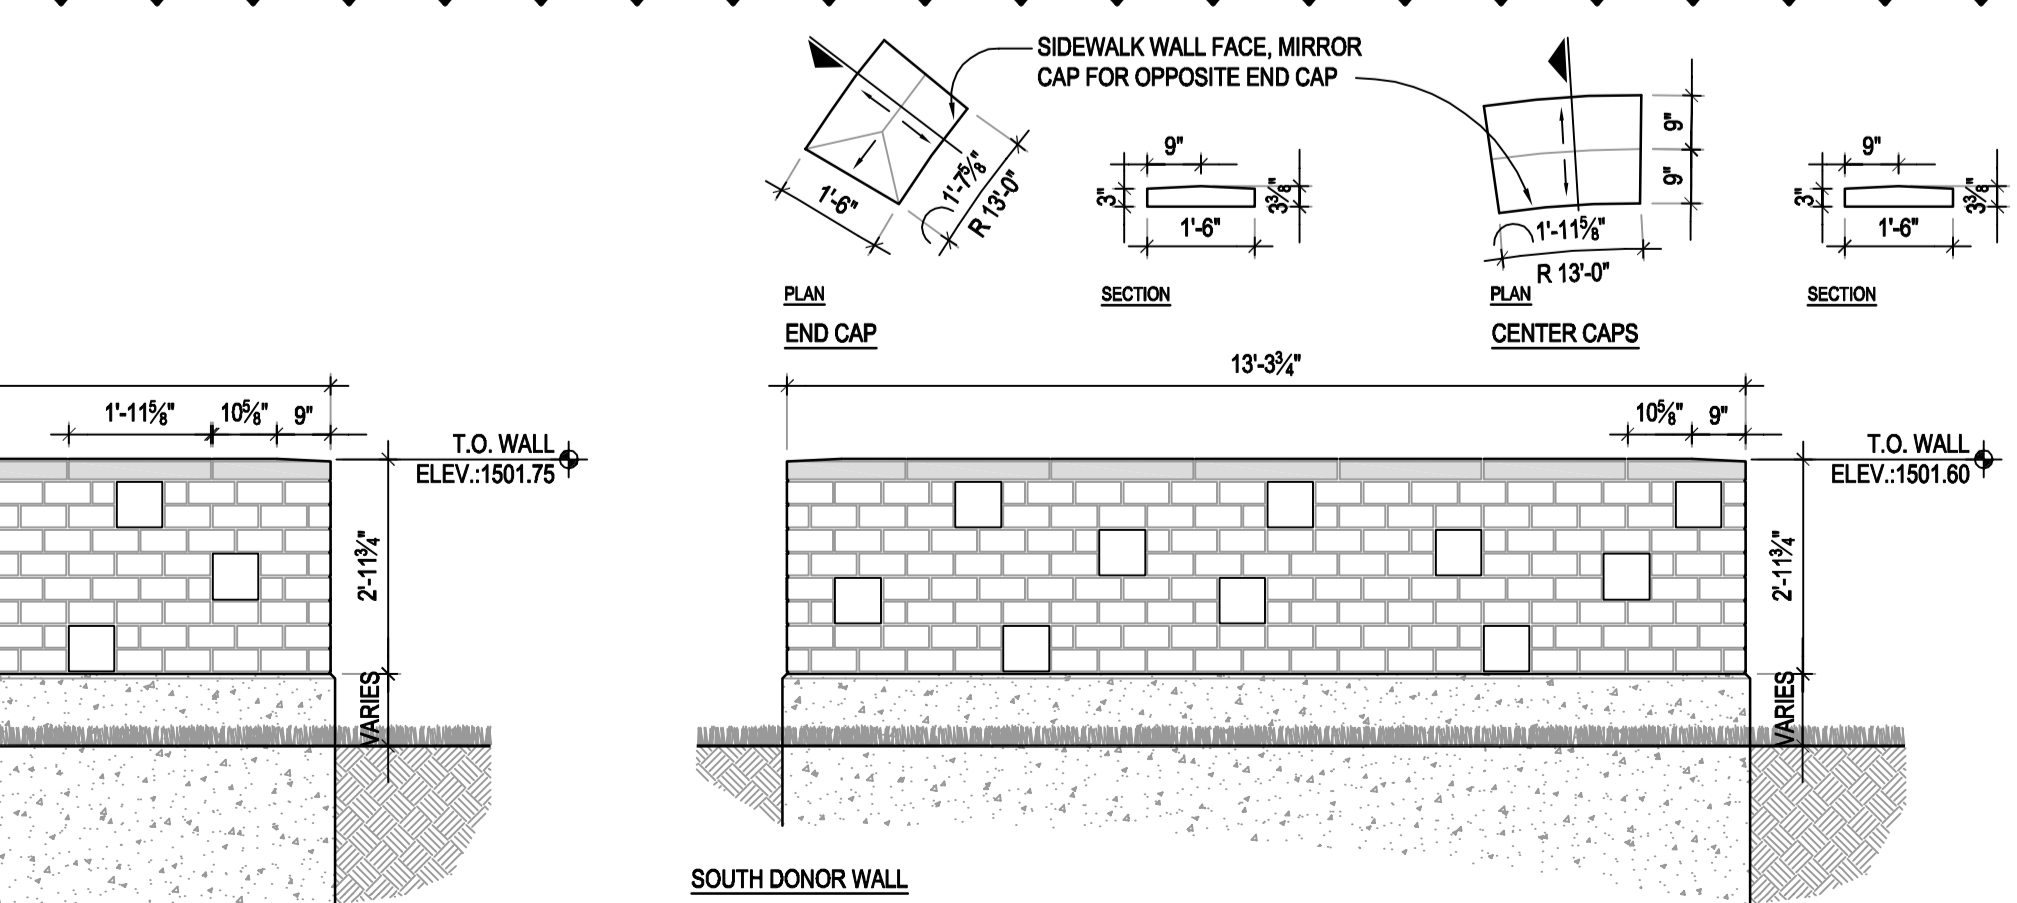 SIDEWALK WALL FACE, MIRROR
CAP FOR OPPOSITE END CAP
1'-6"
1'-7⅝"
R 13'-0"
9"
3"
3⅜"
1'-6"
9"
9"
1'-11⅝"
R 13'-0"
9"
3"
3⅜"
1'-6"
PLAN
SECTION
PLAN
SECTION
END CAP
CENTER CAPS
13'-3¾"
1'-11⅝"
10⅝"
9"
10⅝"
9"
T.O. WALL
ELEV.:1501.75
T.O. WALL
ELEV.:1501.60
2'-11¾"
2'-11¾"
VARIES
VARIES
SOUTH DONOR WALL